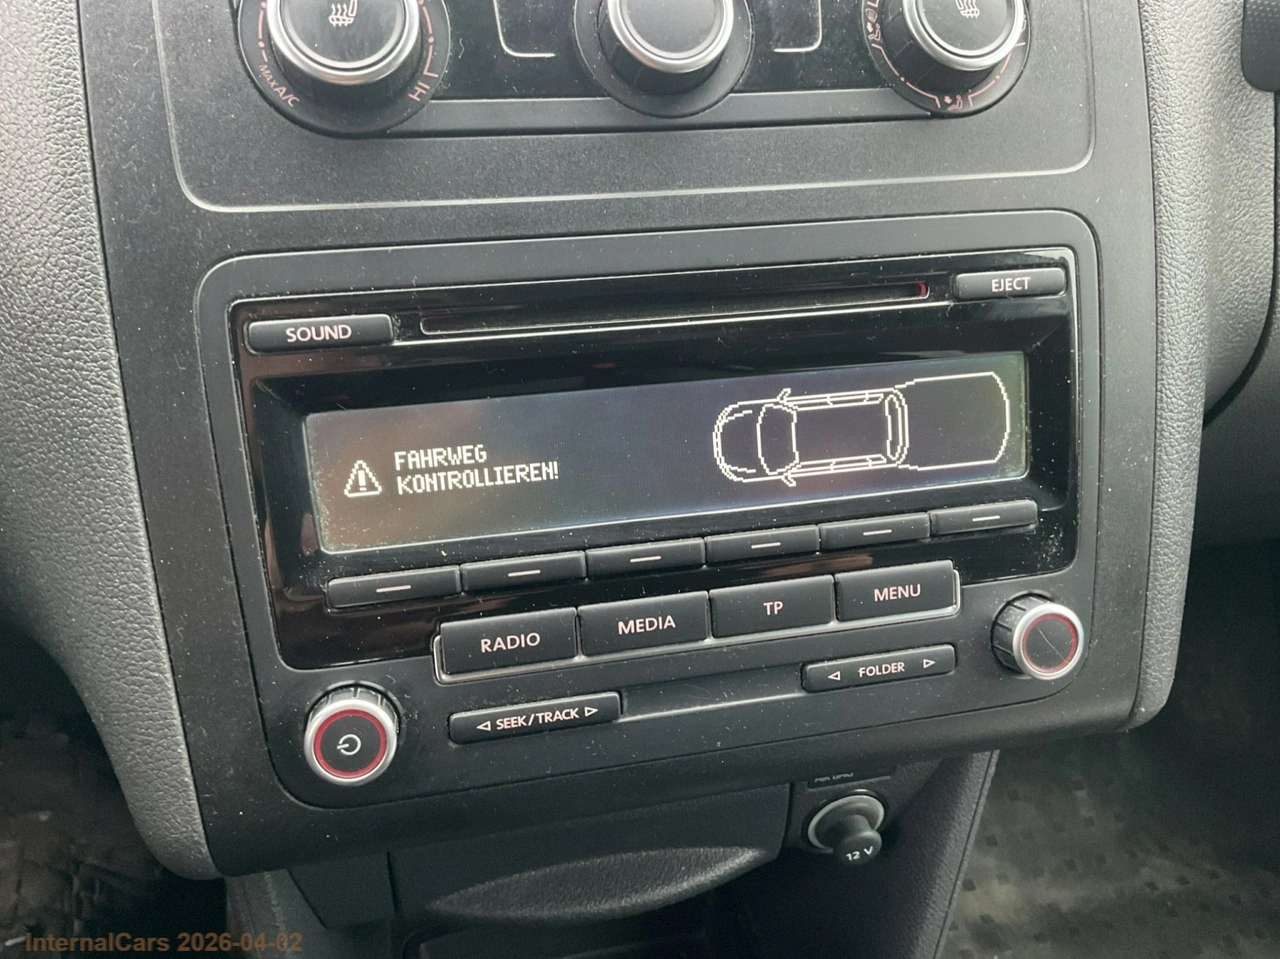 MAX A/C
HI
EJECT
SOUND
FAHRWEG
KONTROLLIEREN!
RADIO
MEDIA
TP
MENU
FOLDER
SEEK/TRACK
12 V
InternalCars 2026-04-02